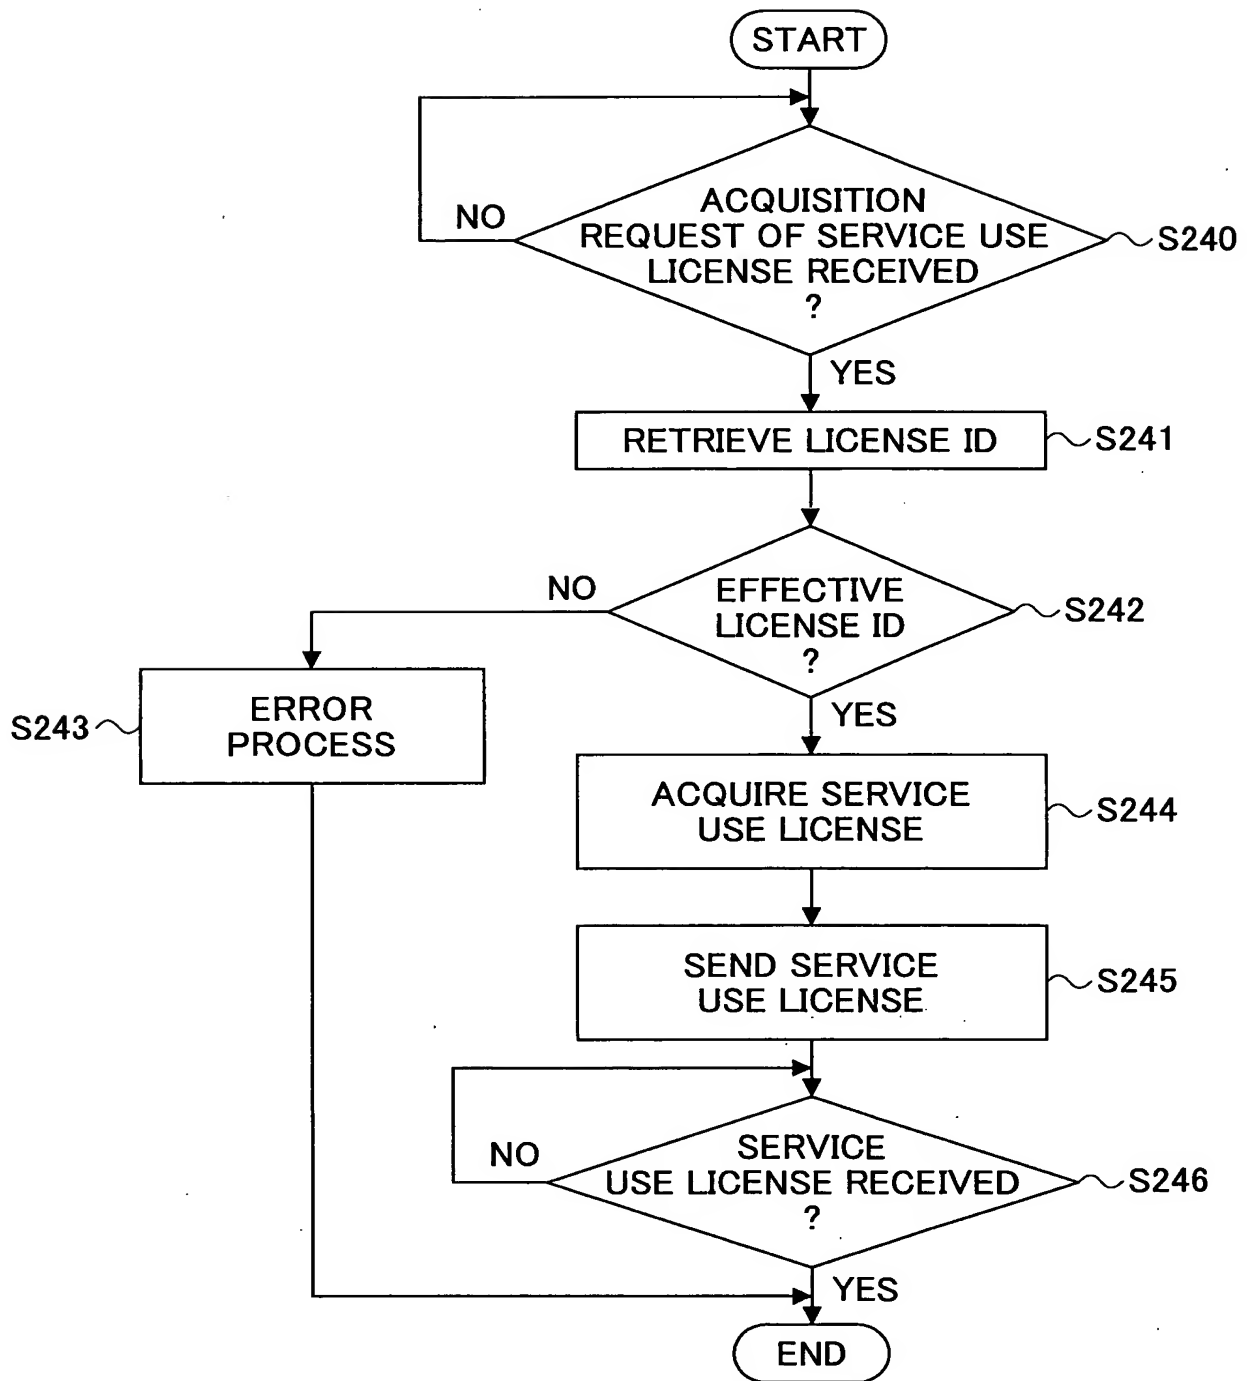 START
ACQUISITION
REQUEST OF SERVICE USE
LICENSE RECEIVED
?
NO
S240
YES
RETRIEVE LICENSE ID
S241
NO
EFFECTIVE
LICENSE ID
?
S242
YES
S243
ERROR
PROCESS
ACQUIRE SERVICE
USE LICENSE
S244
SEND SERVICE
USE LICENSE
S245
NO
SERVICE
USE LICENSE RECEIVED
?
S246
YES
END